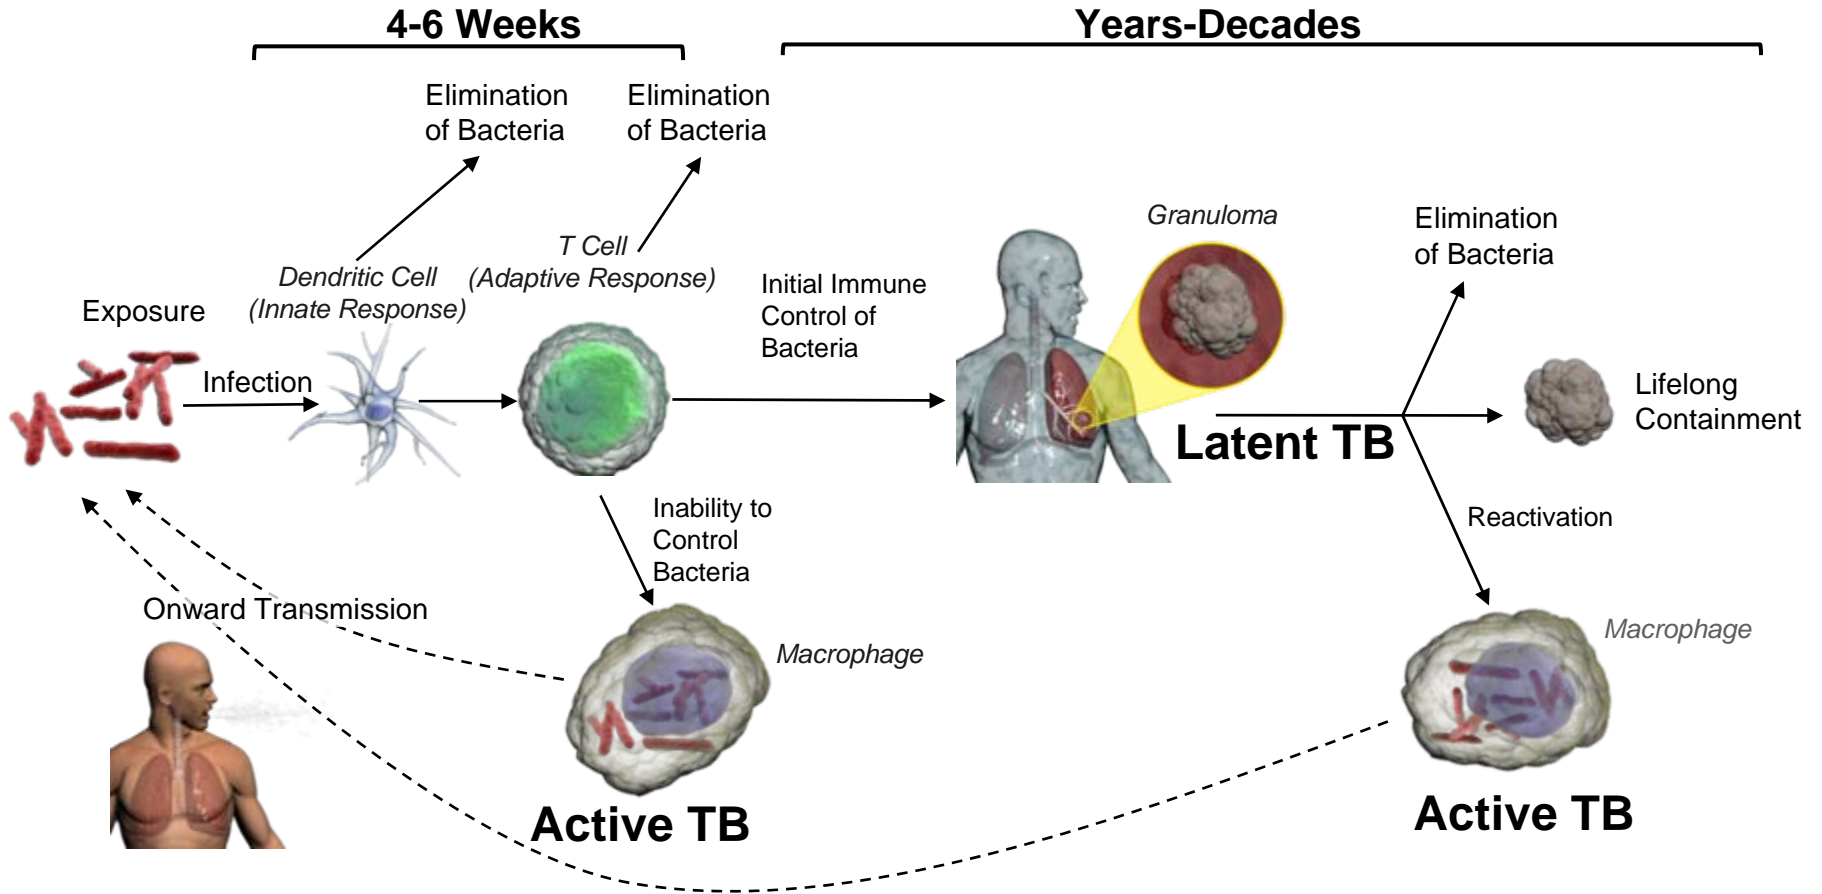 4-6 Weeks
Years-Decades
Elimination
of Bacteria
Elimination
of Bacteria
Granuloma
Elimination
of Bacteria
T Cell
(Adaptive Response)
Dendritic Cell
(Innate Response)
Initial Immune
Control of
Bacteria
Exposure
Infection
Lifelong
Containment
Latent TB
Inability to
Control
Bacteria
Reactivation
Onward Transmission
Macrophage
Macrophage
Active TB
Active TB